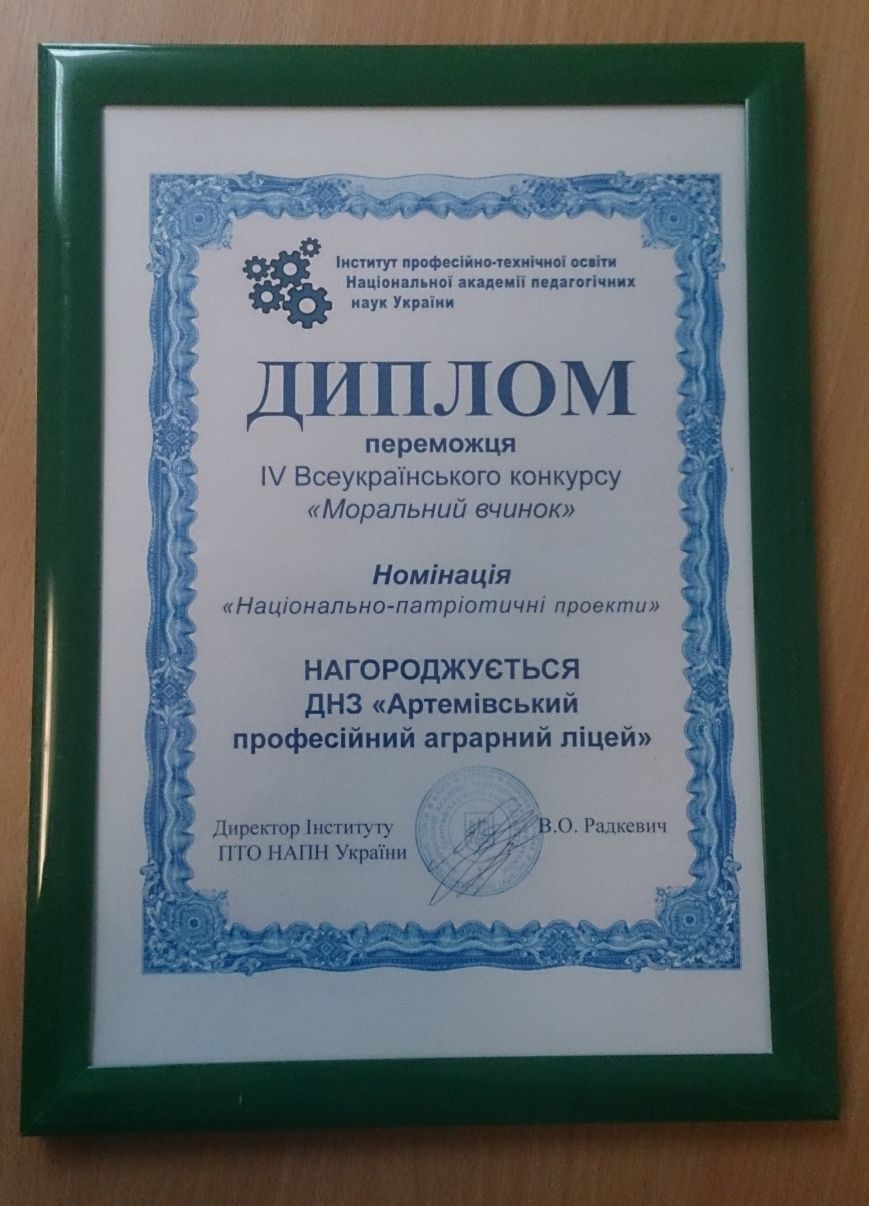 Інститут професійно-технічної освіти
Національної академії педагогічних
наук України
ДИПЛОМ
переможця
IV Всеукраїнського конкурсу
«Моральний вчинок»
Номінація
«Національно-патріотичні проекти»
НАГОРОДЖУЄТЬСЯ
ДНЗ «Артемівський
професійний аграрний ліцей»
Директор Інституту
ПТО НАПН України
В.О. Радкевич